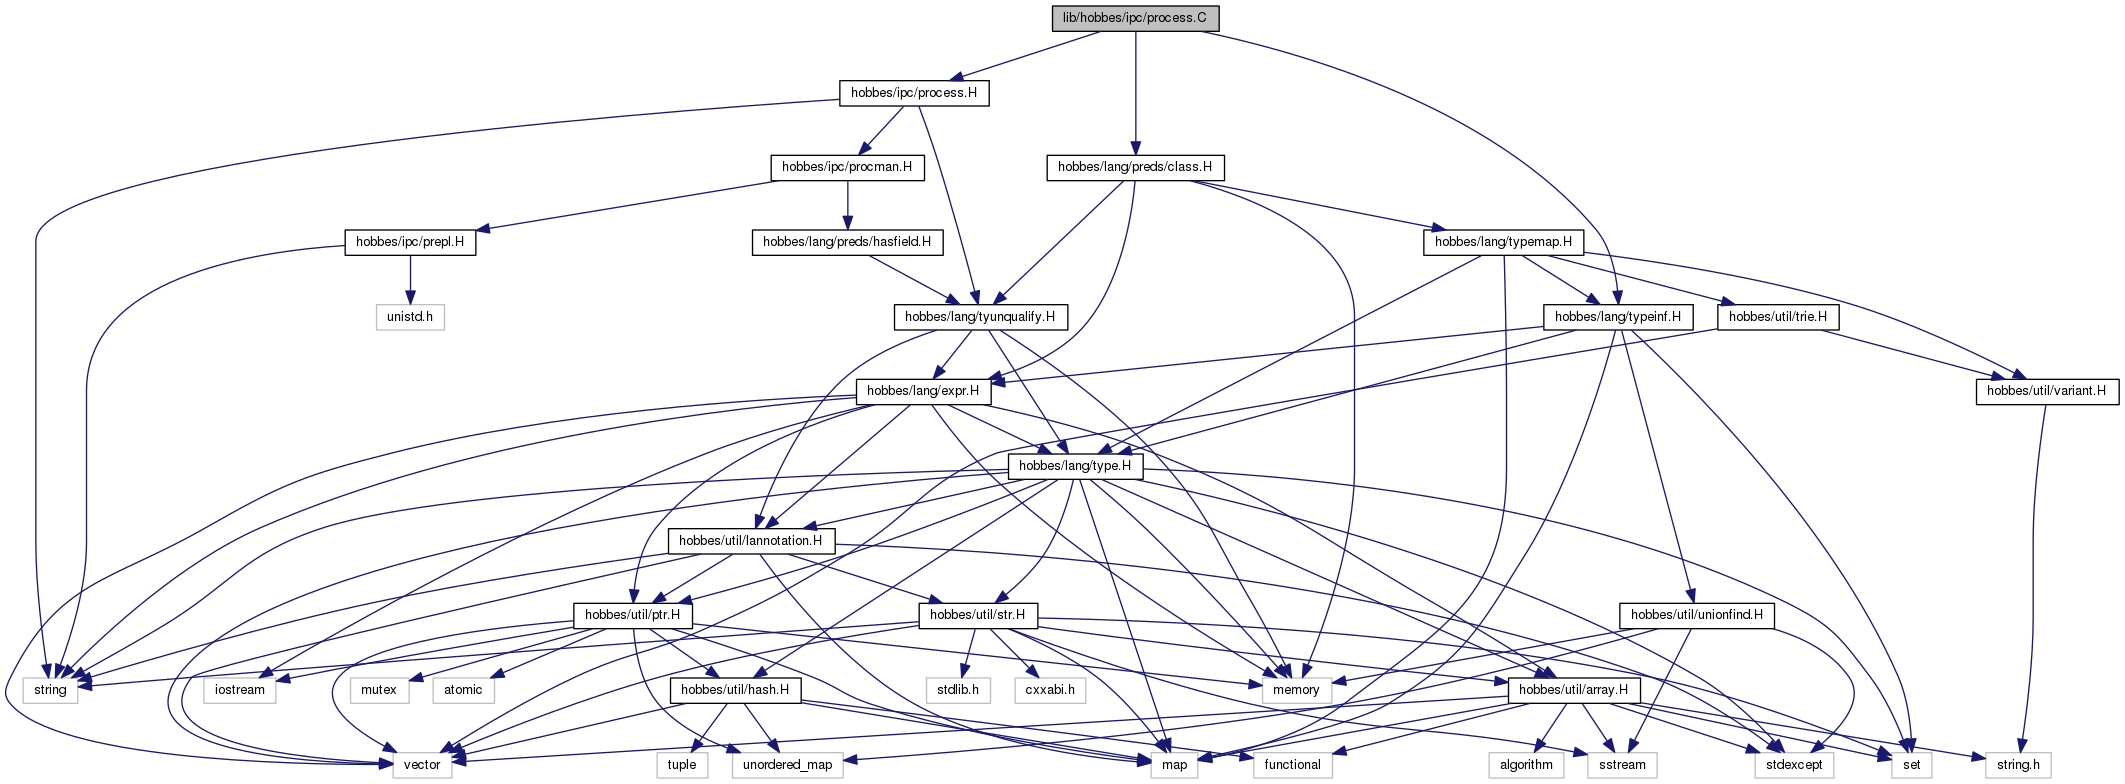 lib/hobbes/ipc/process.C
hobbes/ipc/process.H
hobbes/ipc/procman.H
hobbes/lang/preds/class.H
hobbes/ipc/prepl.H
hobbes/lang/preds/hasfield.H
hobbes/lang/typemap.H
unistd.h
hobbes/lang/tyunqualify.H
hobbes/lang/typeinf.H
hobbes/util/trie.H
hobbes/lang/expr.H
hobbes/util/variant.H
hobbes/lang/type.H
hobbes/util/lannotation.H
hobbes/util/ptr.H
hobbes/util/str.H
hobbes/util/unionfind.H
string
iostream
mutex
atomic
hobbes/util/hash.H
stdlib.h
cxxabi.h
memory
hobbes/util/array.H
vector
tuple
unordered_map
map
functional
algorithm
sstream
stdexcept
set
string.h